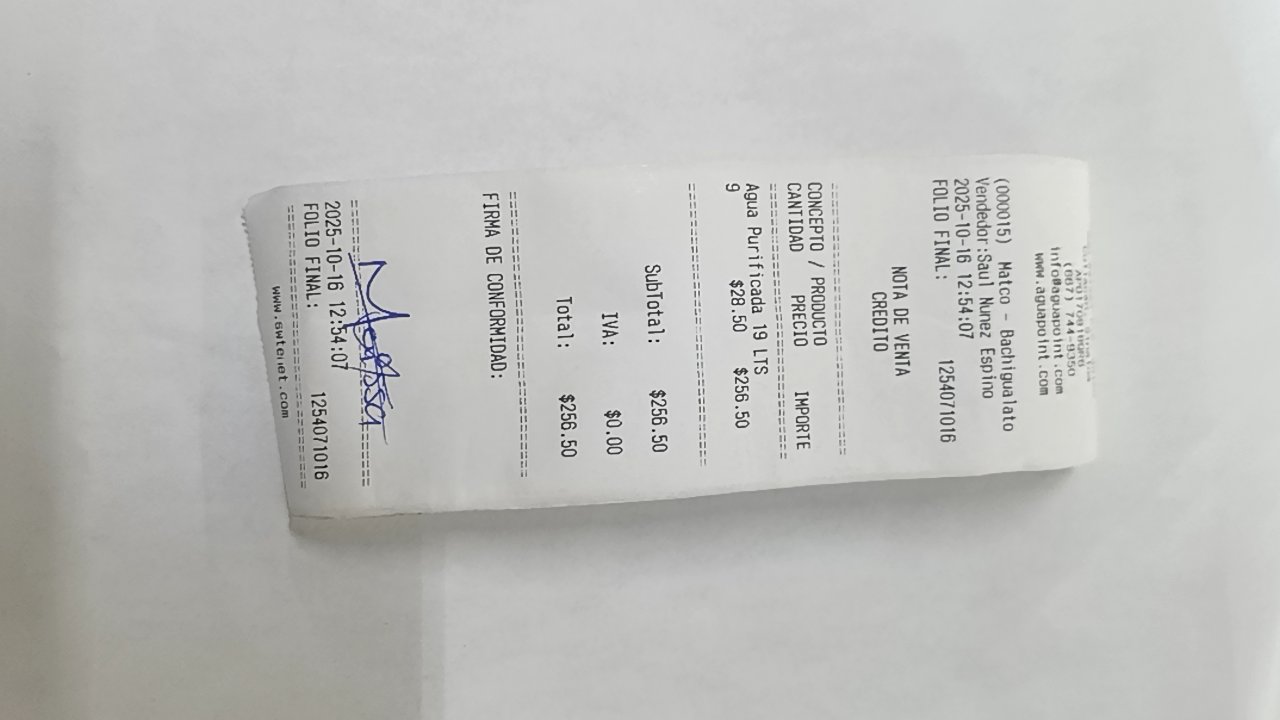 (667) 744-9350
info@aguapoint.com
www.aguapoint.com
(000015) Matco - Bachigualato
Vendedor:Saul Nunez Espino
2025-10-16 12:54:07
FOLIO FINAL: 1254071016
NOTA DE VENTA
CREDITO
CONCEPTO / PRODUCTO
CANTIDAD PRECIO IMPORTE
Agua Purificada 19 LTS
9 $28.50 $256.50
SubTotal: $256.50
IVA: $0.00
Total: $256.50
FIRMA DE CONFORMIDAD:
2025-10-16 12:54:07
FOLIO FINAL: 1254071016
www.swtenet.com